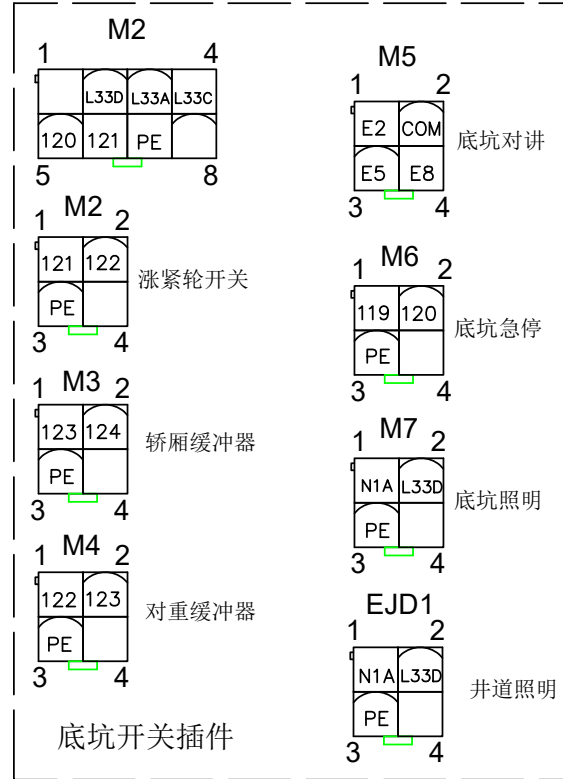 M2
1 4
L33D L33A L33C
120 121 PE
5 8
M2
1 2
121 122
PE
3 4
涨紧轮开关
M3
1 2
123 124
PE
3 4
轿厢缓冲器
M4
1 2
122 123
PE
3 4
对重缓冲器
底坑开关插件
M5
1 2
E2 COM
E5 E8
3 4
底坑对讲
M6
1 2
119 120
PE
3 4
底坑急停
M7
1 2
N1A L33D
PE
3 4
底坑照明
EJD1
1 2
N1A L33D
PE
3 4
井道照明